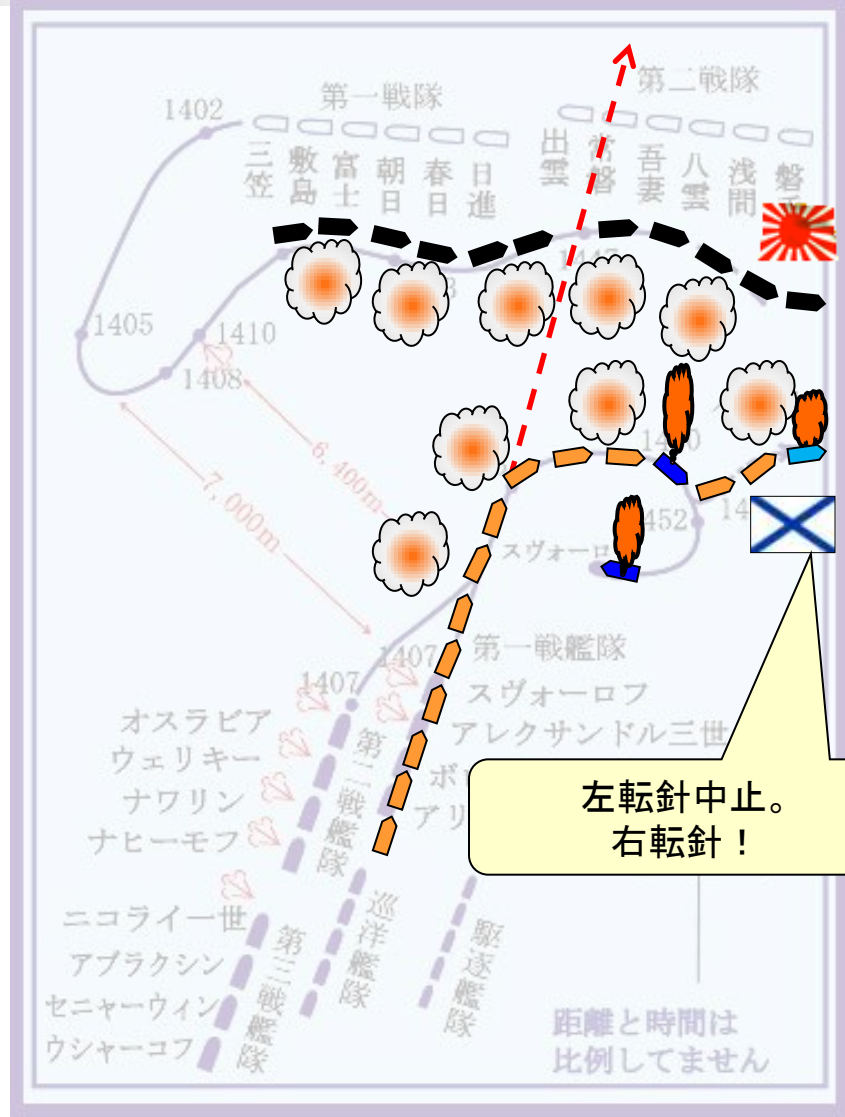 第一戦隊
第二戦隊
1402
三笠
敷島
富士
朝日
春日
日進
出雲
常磐
吾妻
八雲
浅間
1405
1410
1408
7,000m
6,400m
スヴォーロ
1407
1407
第一戦艦隊
スヴォーロフ
アレクサンドル三世
オスラビア
ウェリキー
ナワリン
ナヒーモフ
第二戦艦隊
左転針中止。
右転針！
ニコライ一世
アブラクシン
セニャーウィン
ウシャーコフ
第三戦艦隊
巡洋艦隊
駆逐艦隊
距離と時間は
比例してません